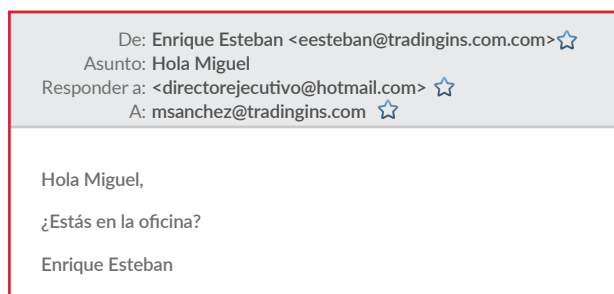 De: Enrique Esteban <eesteban@tradingins.com.com>
Asunto: Hola Miguel
Responder a: <directorejecutivo@hotmail.com>
A: msanchez@tradingins.com
Hola Miguel,
¿Estás en la oficina?
Enrique Esteban